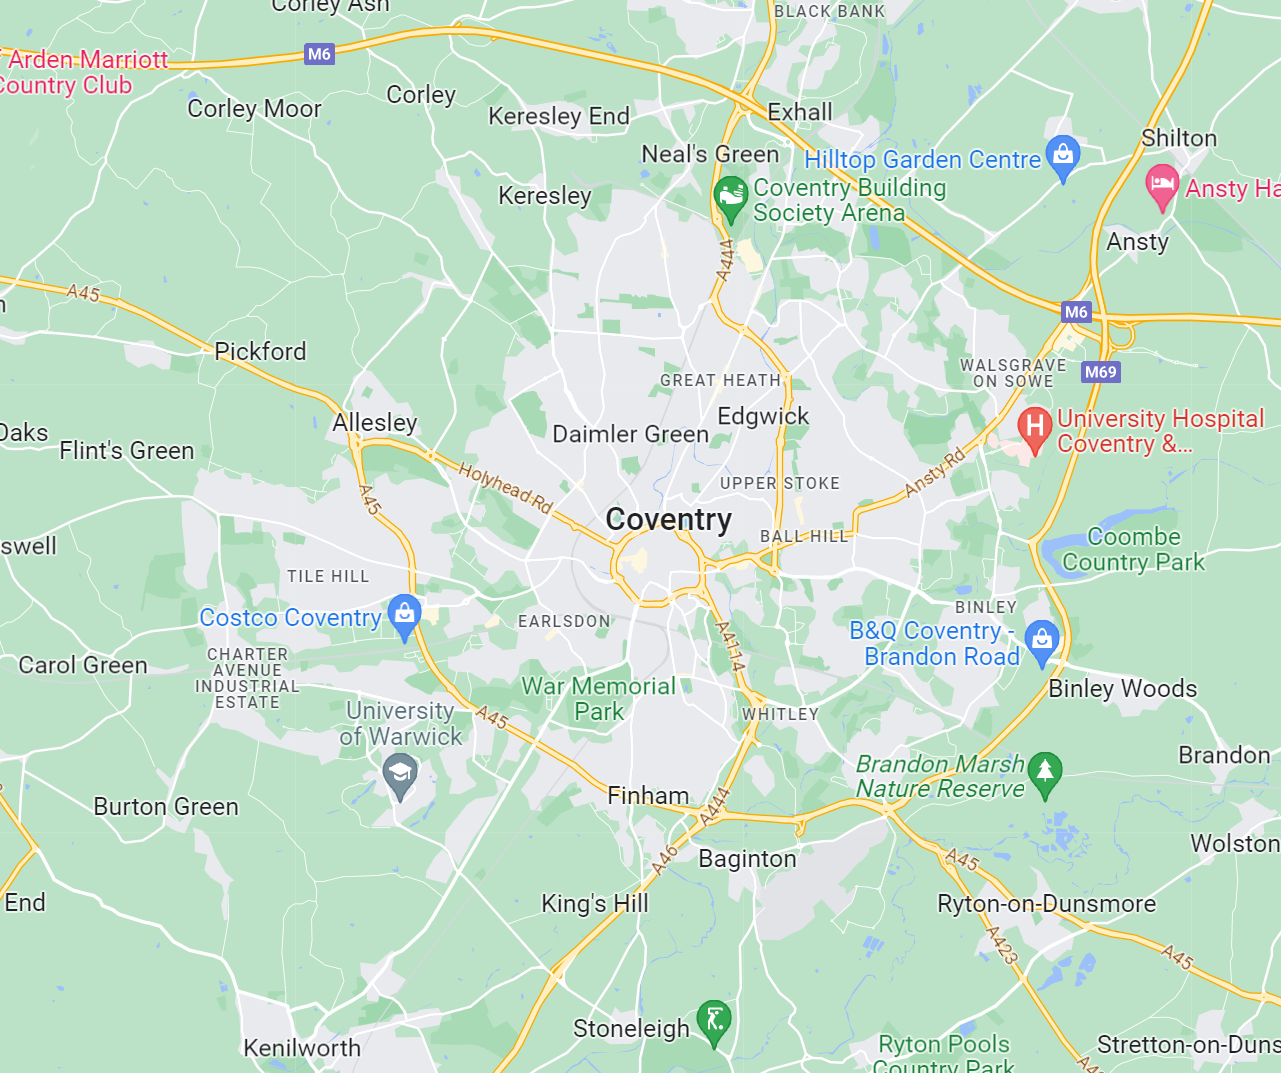 Corley Ash
BLACK BANK
M6
Arden Marriott
Country Club
Corley Moor
Corley
Keresley End
Exhall
Shilton
Neal's Green
Hilltop Garden Centre
Keresley
Coventry Building
Society Arena
Ansty Ha
Ansty
A444
A45
M6
Pickford
WALSGRAVE
ON SOWE
M69
GREAT HEATH
Edgwick
Allesley
Daimler Green
University Hospital
Coventry &...
Oaks
Flint's Green
Holyhead Rd
Ansty Rd
A45
UPPER STOKE
Coventry
BALL HILL
swell
Coombe
Country Park
TILE HILL
Costco Coventry
EARLSDON
BINLEY
B&Q Coventry -
Brandon Road
A4114
Carol Green
CHARTER
AVENUE
INDUSTRIAL
ESTATE
War Memorial
Park
Binley Woods
University
of Warwick
A45
WHITLEY
Brandon
Brandon Marsh
Nature Reserve
Burton Green
Finham
A444
Wolston
A46
Baginton
A45
End
King's Hill
Ryton-on-Dunsmore
A423
A45
Stoneleigh
Kenilworth
Ryton Pools
Country Park
Stretton-on-Duns